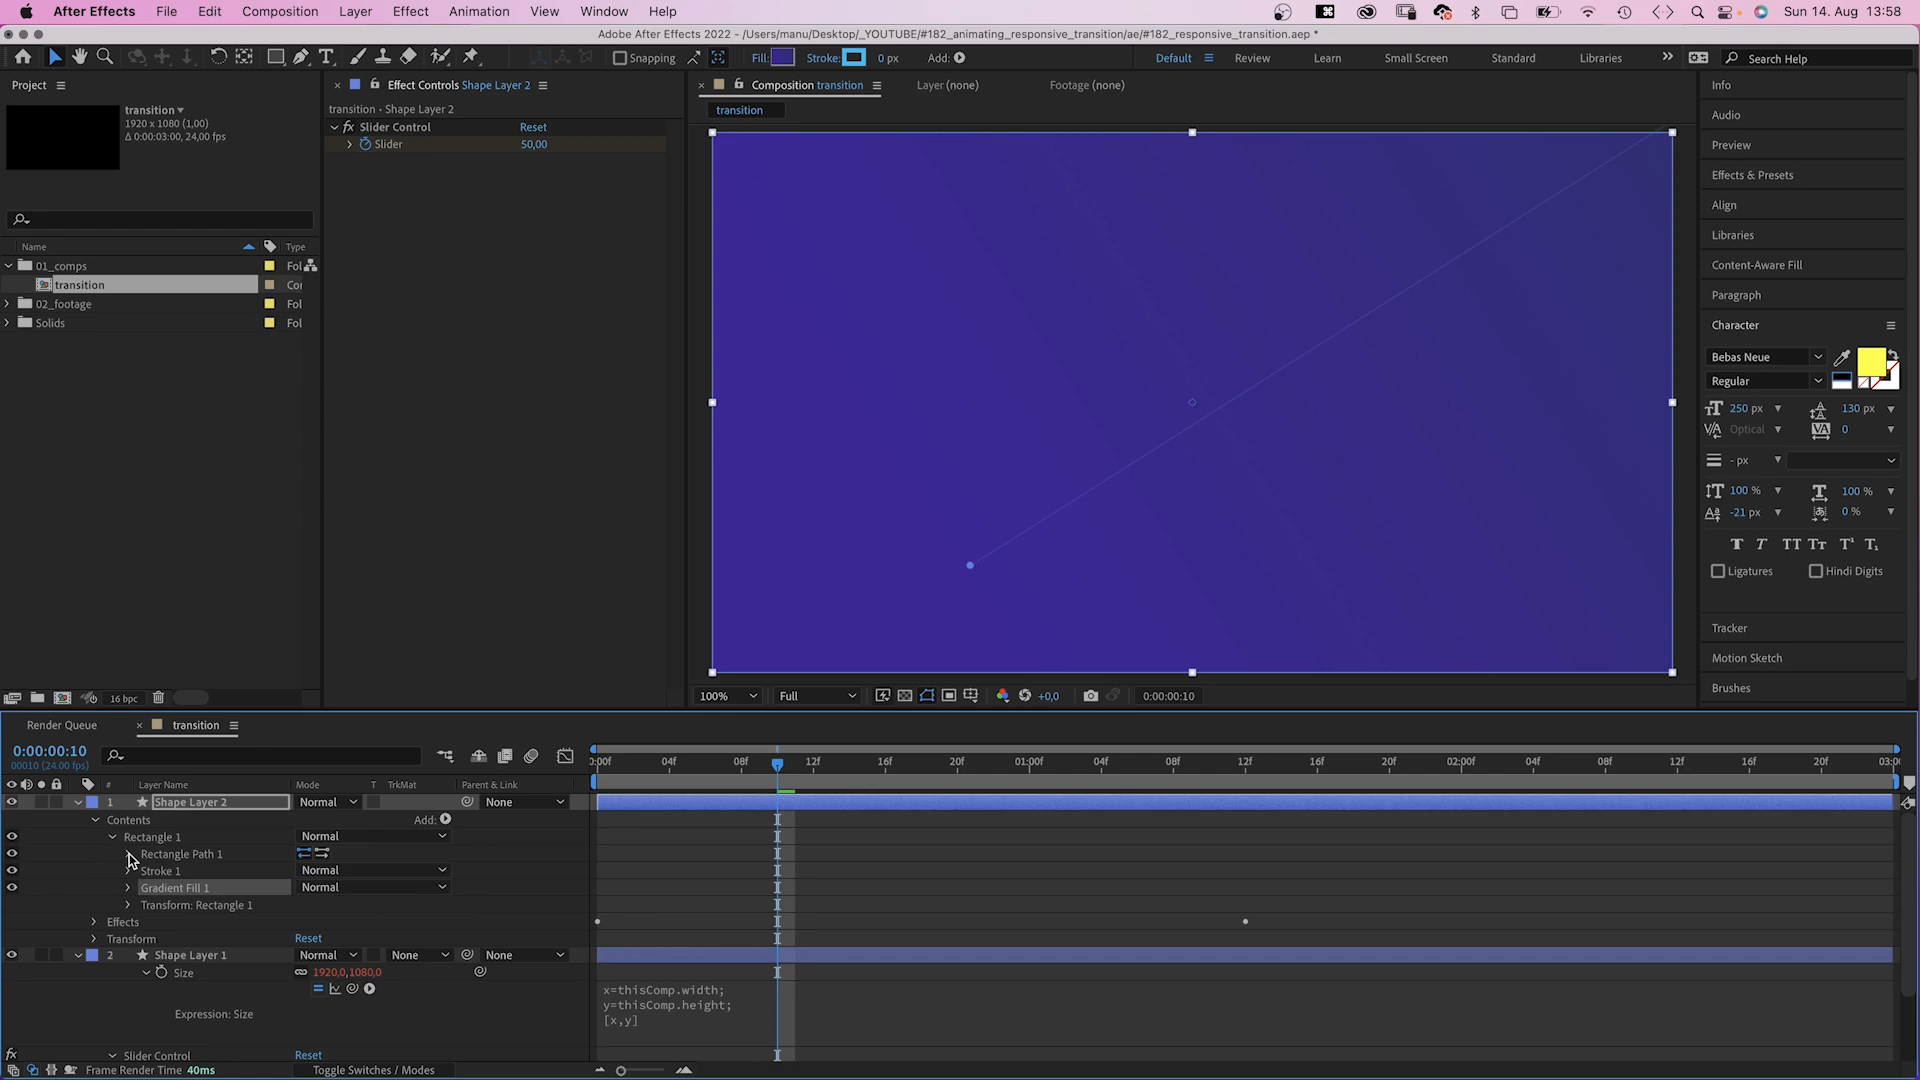 After Effects File Edit Composition Layer Effect Animation View Window Help Sun 14. Aug 13:58
Adobe After Effects 2022 - /Users/manu/Desktop/_YOUTUBE/#182_animating_responsive_transition/ae/#182_responsive_transition.aep *
Snapping Fill: Stroke: 0 px Add: Default Review Learn Small Screen Standard Libraries Search Help
Project Effect Controls Shape Layer 2 Composition transition Layer (none) Footage (none) Info
transition
1920 x 1080 (1,00)
Δ 0:00:03:00, 24,00 fps
transition • Shape Layer 2
fx Slider Control Reset
Slider 50,00
transition
Audio
Preview
Effects & Presets
Align
Libraries
Content-Aware Fill
Paragraph
Character
Name Type
01_comps Fol
transition Cor
02_footage Fol
Solids Fol
Bebas Neue
Regular
250 px 130 px
Optical 0
- px
100 % 100 %
-21 px 0 %
T T TT Tt T¹ T₁
Ligatures Hindi Digits
Tracker
Motion Sketch
Brushes
16 bpc
100% Full +0,0 0:00:00:10
Render Queue transition
0:00:00:10
00010 (24.00 fps)
:00f 04f 08f 12f 16f 20f 01:00f 04f 08f 12f 16f 20f 02:00f 04f 08f 12f 16f 20f 03:00
# Layer Name Mode T TrkMat Parent & Link
1 Shape Layer 2 Normal None
Contents Add:
Rectangle 1 Normal
Rectangle Path 1
Stroke 1 Normal
Gradient Fill 1 Normal
Transform: Rectangle 1
Effects
Transform Reset
2 Shape Layer 1 Normal None None
Size 1920,0,1080,0
Expression: Size
x=thisComp.width;
y=thisComp.height;
[x,y]
fx Slider Control Reset
Frame Render Time 40ms Toggle Switches / Modes